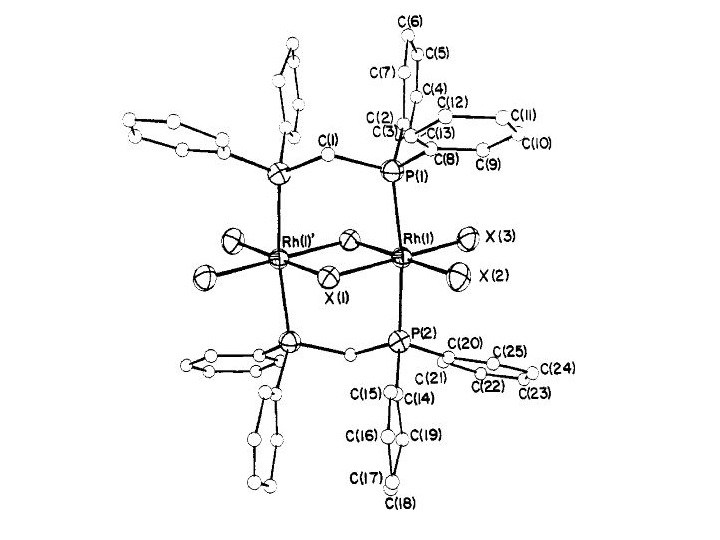 C(6)
C(5)
C(7)
C(4)
C(12)
C(2)
C(11)
C(3)
C(13)
C(10)
C(1)
C(8)
C(9)
P(1)
Rh(1)'
Rh(1)
X(3)
X(2)
X(1)
P(2)
C(20)
C(25)
C(24)
C(21)
C(22)
C(23)
C(15)
C(14)
C(16)
C(19)
C(17)
C(18)